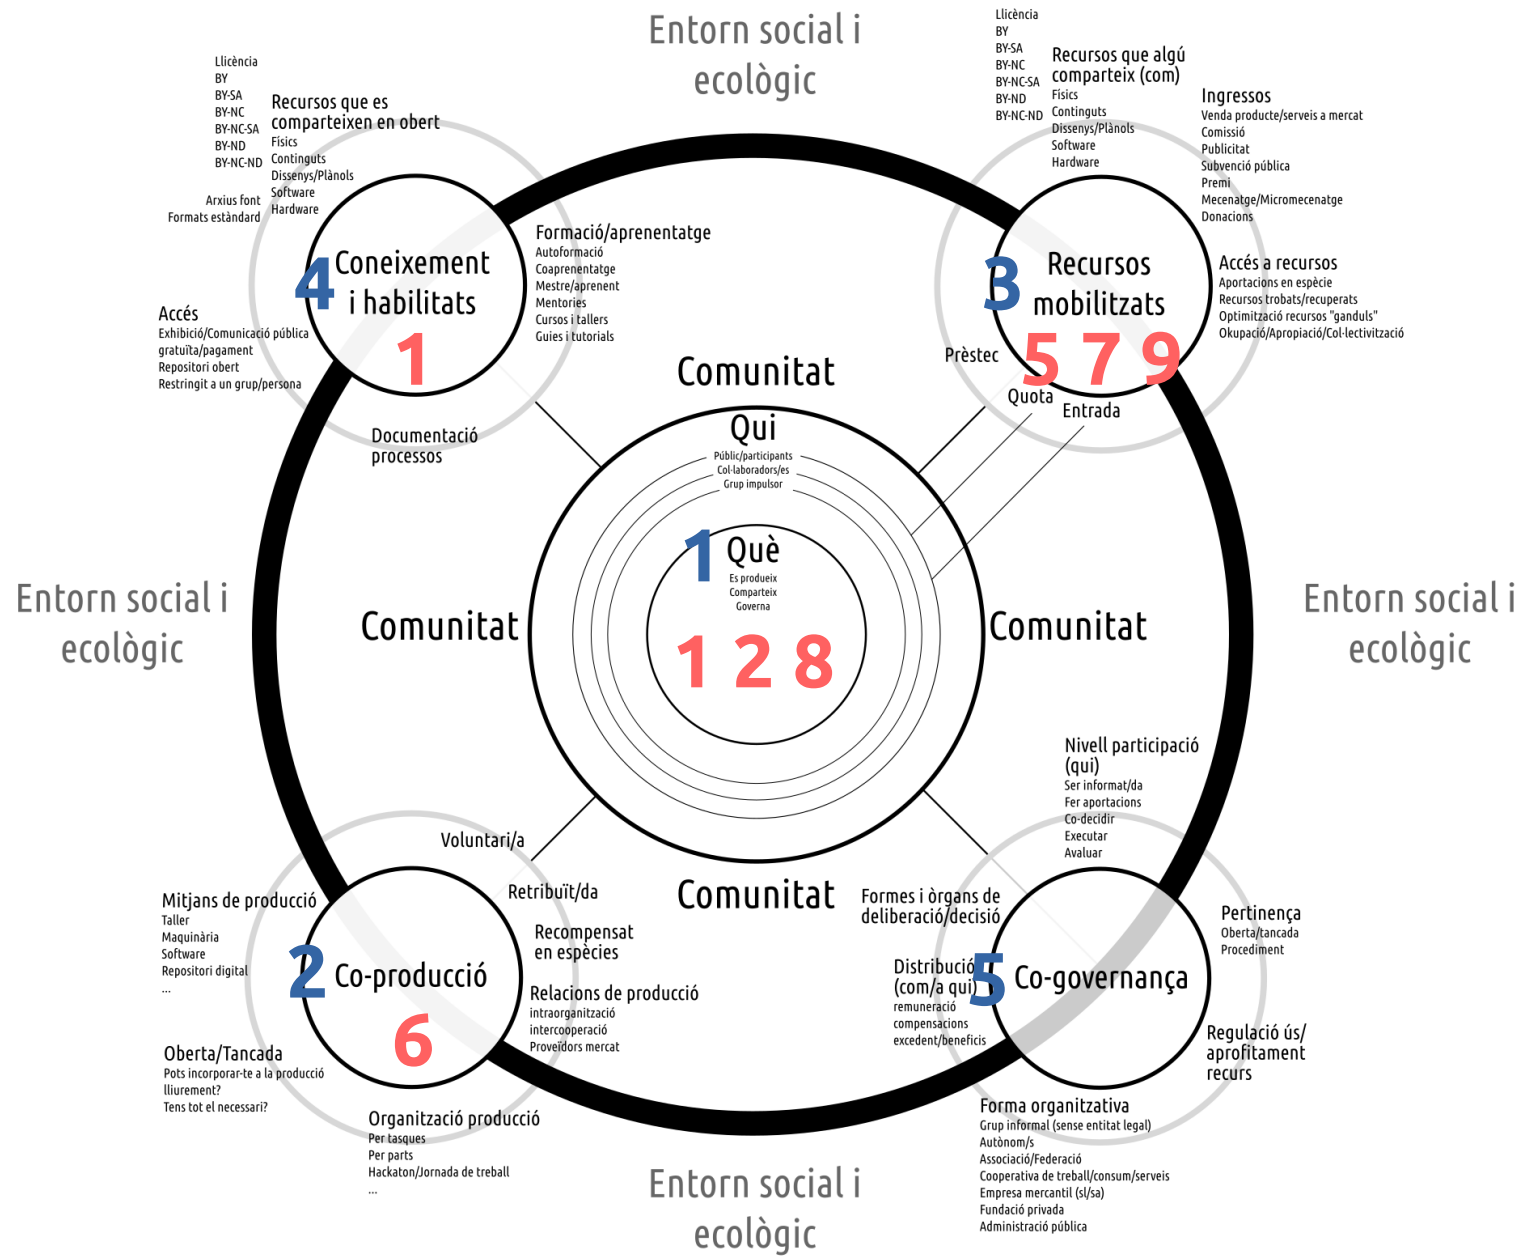 Entorn social i
ecològic
Llicència
BY
BY-SA
BY-NC
BY-NC-SA
BY-ND
BY-NC-ND
Arxius font
Formats estàndard
Recursos que es
comparteixen en obert
Físics
Continguts
Dissenys/Plànols
Software
Hardware
Coneixement
i habilitats
4
1
Formació/aprenentatge
Autoformació
Coaprenentatge
Mestre/aprenent
Mentories
Cursos i tallers
Guies i tutorials
Accés
Exhibició/Comunicació pública
gratuïta/pagament
Repositori obert
Restringit a un grup/persona
Documentació
processos
Llicència
BY
BY-SA
BY-NC
BY-NC-SA
BY-ND
BY-NC-ND
Recursos que algú
comparteix (com)
Físics
Continguts
Dissenys/Plànols
Software
Hardware
Ingressos
Venda producte/serveis a mercat
Comissió
Publicitat
Subvenció pública
Premi
Mecenatge/Micromecenatge
Donacions
Recursos
mobilitzats
3
5 7 9
Accés a recursos
Aportacions en espècie
Recursos trobats/recuperats
Optimització recursos "ganduls"
Okupació/Apropiació/Col·lectivització
Prèstec
Quota
Entrada
Comunitat
Qui
Públic/participants
Col·laboradors/es
Grup impulsor
1
Què
Es produeix
Comparteix
Governa
1 2 8
Entorn social i
ecològic
Comunitat
Comunitat
Entorn social i
ecològic
Comunitat
Voluntari/a
Retribuït/da
Recompensat
en espècies
Relacions de producció
intraorganització
intercooperació
Proveïdors mercat
Mitjans de producció
Taller
Maquinària
Software
Repositori digital
...
2
Co-producció
6
Oberta/Tancada
Pots incorporar-te a la producció
lliurement?
Tens tot el necessari?
Organització producció
Per tasques
Per parts
Hackaton/Jornada de treball
...
Nivell participació
(qui)
Ser informat/da
Fer aportacions
Co-decidir
Executar
Avaluar
Formes i òrgans de
deliberació/decisió
Distribució
(com/a qui)
remuneració
compensacions
excedent/beneficis
5
Co-governança
Pertinença
Oberta/tancada
Procediment
Regulació ús/
aprofitament
recurs
Forma organitzativa
Grup informal (sense entitat legal)
Autònom/s
Associació/Federació
Cooperativa de treball/consum/serveis
Empresa mercantil (sl/sa)
Fundació privada
Administració pública
Entorn social i
ecològic